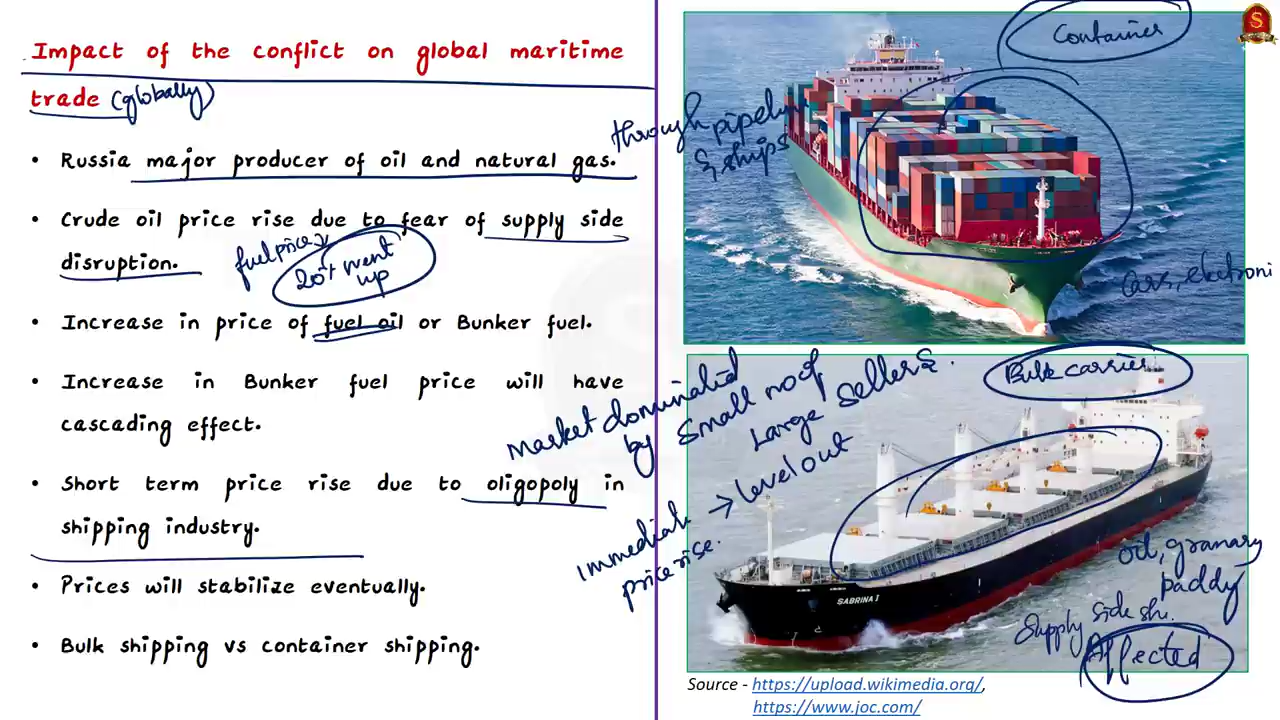 Impact of the conflict on global maritime
trade (globally)
• Russia major producer of oil and natural gas.
through pipelines
& ships
• Crude oil price rise due to fear of supply side
disruption.
fuel price
20% went
up
• Increase in price of fuel oil or Bunker fuel.
• Increase in Bunker fuel price will have
cascading effect.
• Short term price rise due to oligopoly in
shipping industry.
market dominated
by small no of
Large Sellers.
Immediate → level out
price rise.
• Prices will stabilize eventually.
• Bulk shipping vs container shipping.
S
Container
Cars, electroni
Bulk carrier
SABRINA I
oil, granary
paddy
Supply side
Affected
Source - https://upload.wikimedia.org/,
https://www.joc.com/